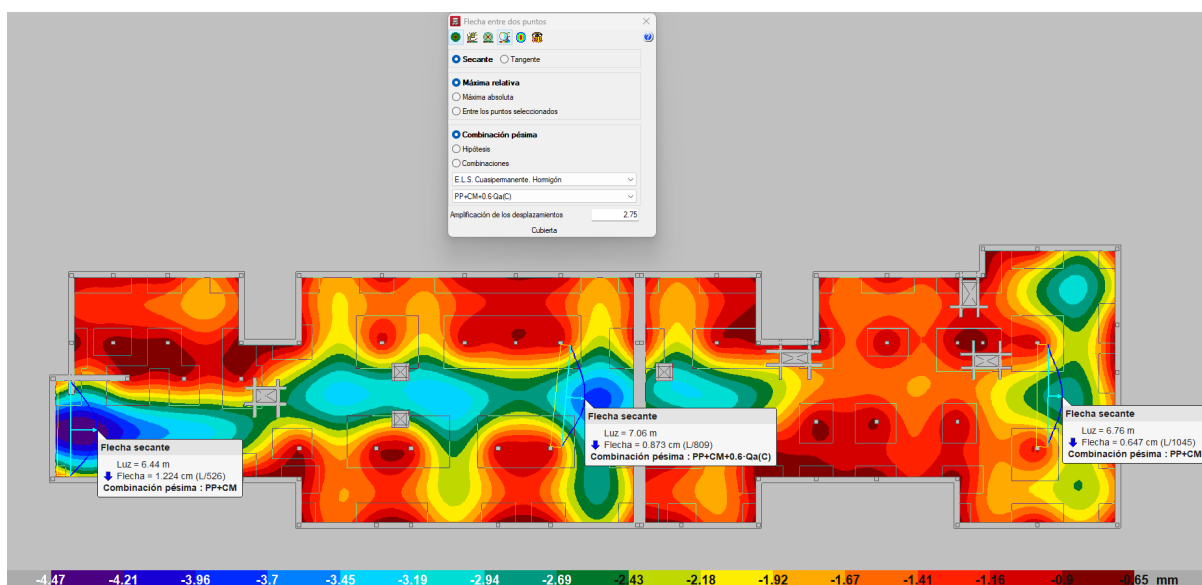 Flecha entre dos puntos
Secante Tangente
Máxima relativa
Máxima absoluta
Entre los puntos seleccionados
Combinación pésima
Hipótesis
Combinaciones
E.L.S. Cuasipermanente. Hormigón
PP+CM+0.6·Qa(C)
Amplificación de los desplazamientos 2.75
Cubierta
Flecha secante
Luz = 6.44 m
Flecha = 1.224 cm (L/526)
Combinación pésima : PP+CM
Flecha secante
Luz = 7.06 m
Flecha = 0.873 cm (L/809)
Combinación pésima : PP+CM+0.6·Qa(C)
Flecha secante
Luz = 6.76 m
Flecha = 0.647 cm (L/1045)
Combinación pésima : PP+CM
-4.47 -4.21 -3.96 -3.7 -3.45 -3.19 -2.94 -2.69 -2.43 -2.18 -1.92 -1.67 -1.41 -1.16 -0.9 -0.65 mm